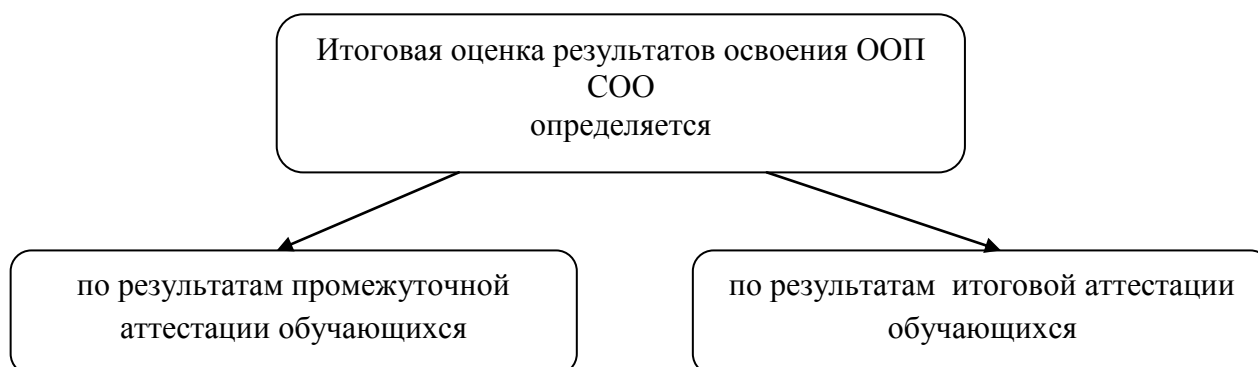 Итоговая оценка результатов освоения ООП
СОО
определяется
по результатам промежуточной
аттестации обучающихся
по результатам итоговой аттестации
обучающихся